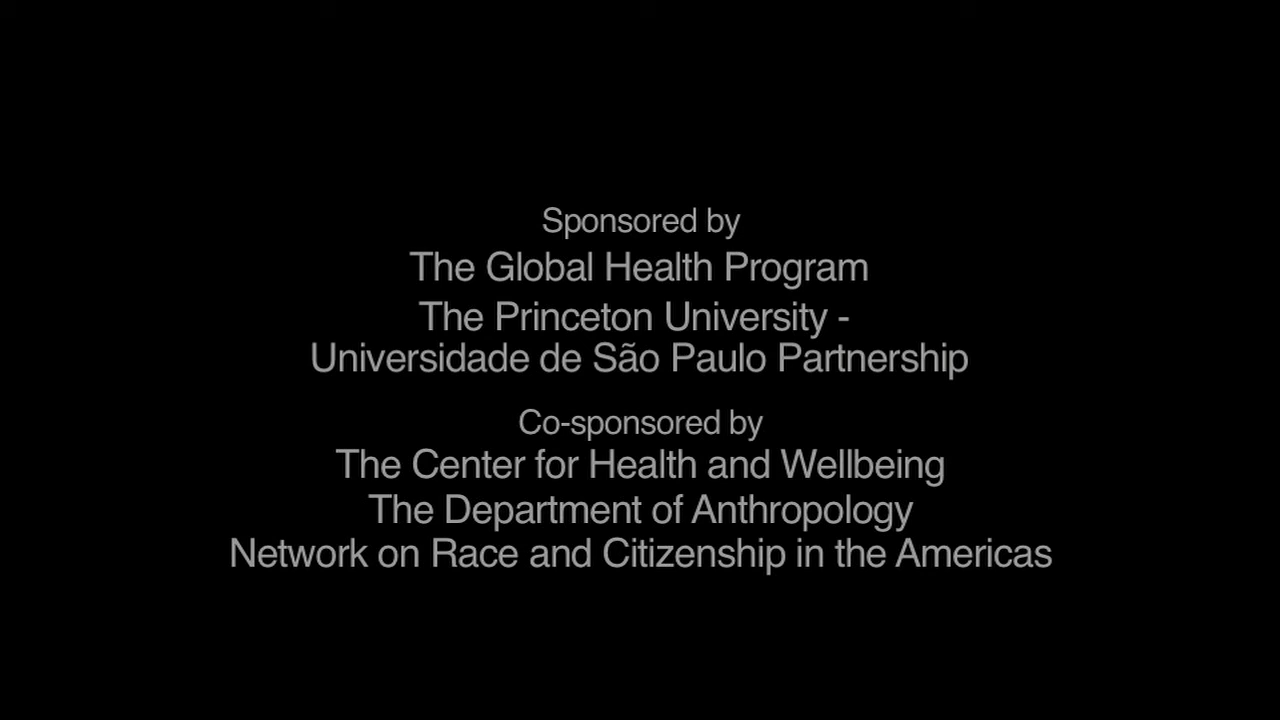 Sponsored by
The Global Health Program
The Princeton University -
Universidade de São Paulo Partnership
Co-sponsored by
The Center for Health and Wellbeing
The Department of Anthropology
Network on Race and Citizenship in the Americas